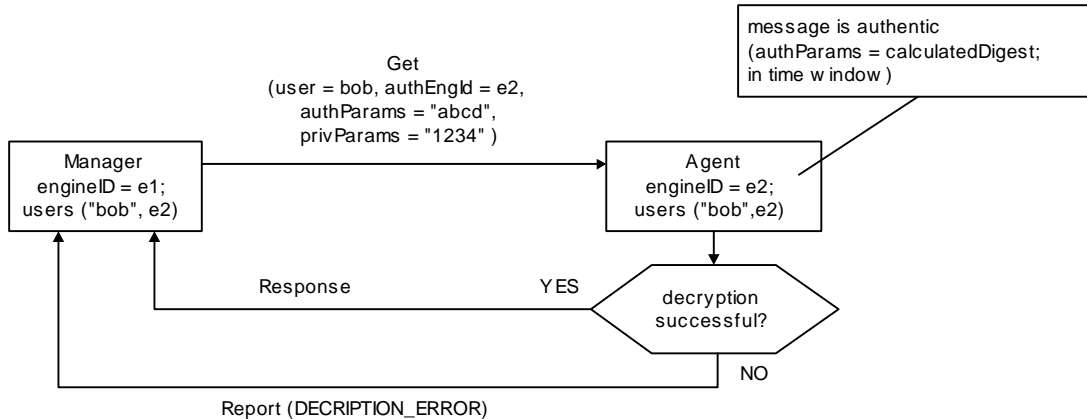 message is authentic
(authParams = calculatedDigest;
in time window )
Get
(user = bob, authEngId = e2,
authParams = "abcd",
privParams = "1234" )
Manager
engineID = e1;
users ("bob", e2)
Agent
engineID = e2;
users ("bob",e2)
Response
YES
decryption
successful?
NO
Report (DECRIPTION_ERROR)